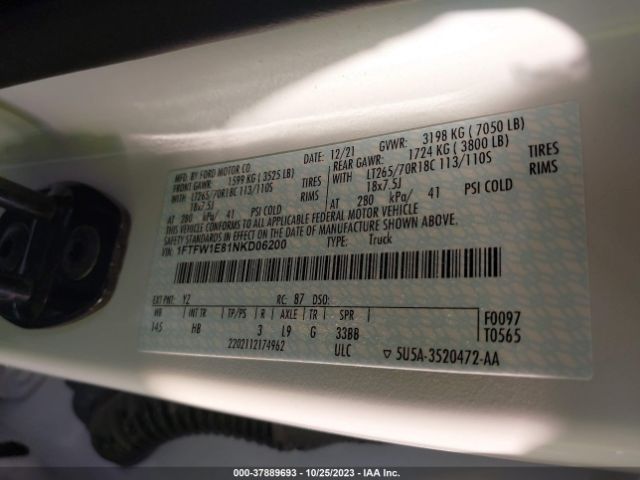 MFD. BY FORD MOTOR CO. DATE: 12/21 GVWR: 3198 KG ( 7050 LB)
FRONT GAWR: 1599 KG ( 3525 LB) REAR GAWR: 1724 KG ( 3800 LB)
WITH LT265/70R18C 113/110S TIRES WITH LT265/70R18C 113/110S TIRES
18x7.5J RIMS 18x7.5J RIMS
AT 280 kPa/ 41 PSI COLD AT 280 kPa/ 41 PSI COLD
THIS VEHICLE CONFORMS TO ALL APPLICABLE FEDERAL MOTOR VEHICLE
SAFETY STANDARDS IN EFFECT ON THE DATE OF MANUFACTURE SHOWN ABOVE.
VIN: 1FTFW1E81NKD06200 TYPE: Truck
EXT PNT: YZ RC: 87 DSO:
WB INT TR TP/PS R AXLE TR SPR F0097
145 HB 3 L9 G 33BB T0565
2202112174962 ULC 5U5A-3520472-AA
000-37889693 - 10/25/2023 - IAA Inc.